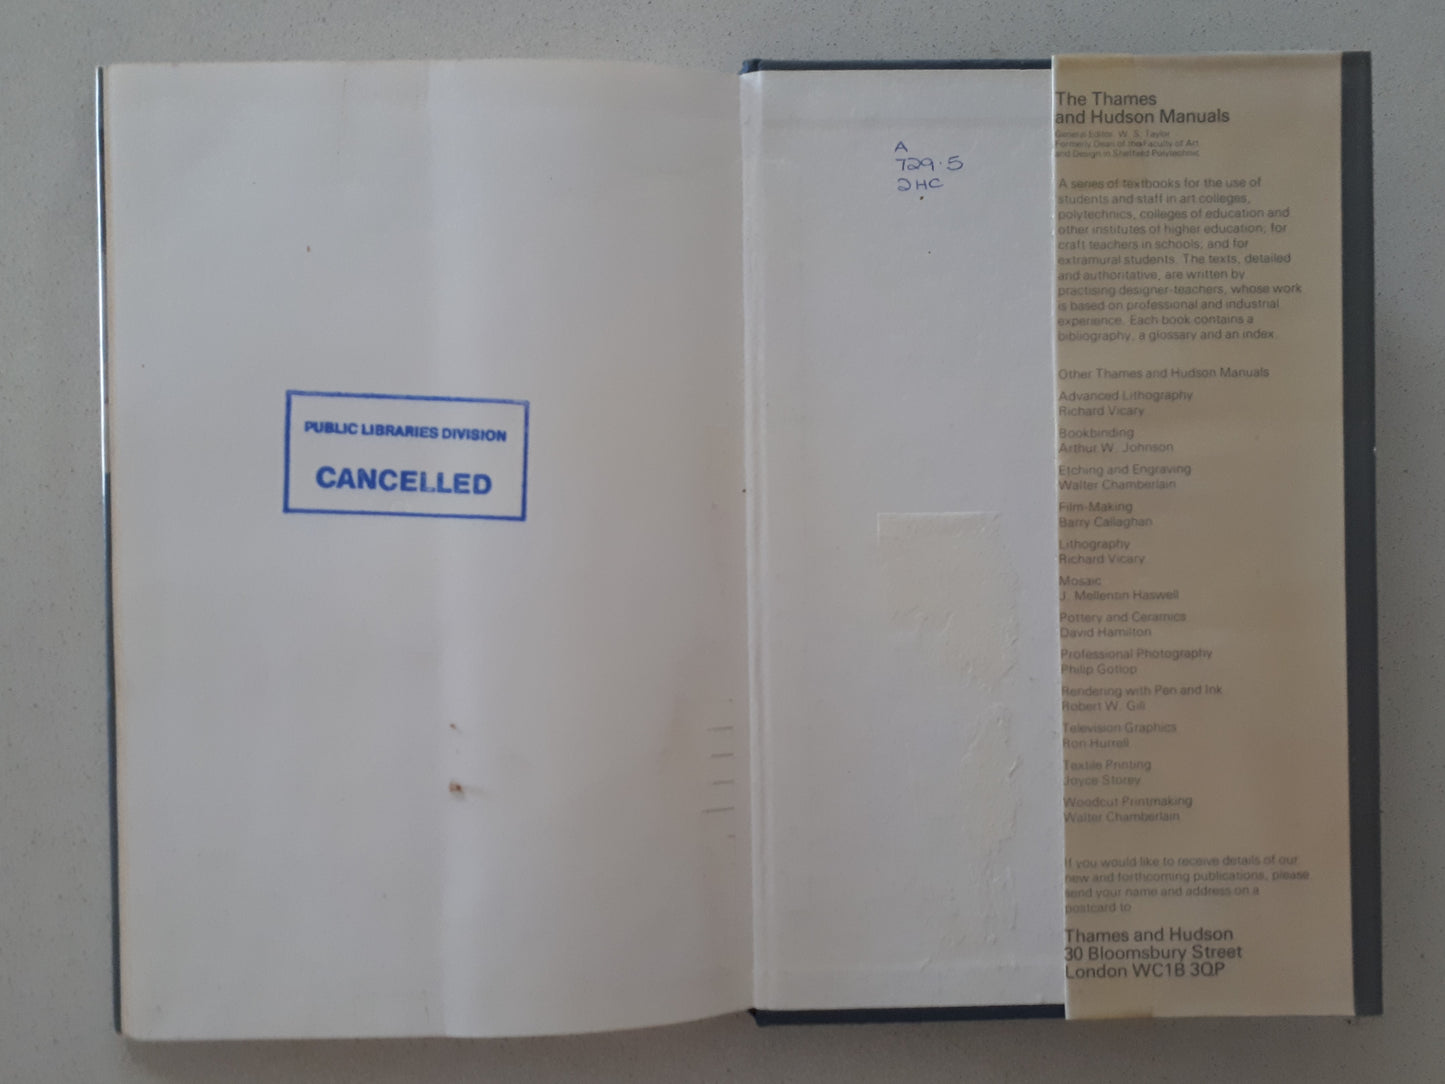 PUBLIC LIBRARIES DIVISION
CANCELLED
A
729.5
2HC
The Thames
and Hudson Manuals
General Editor: W. S. Taylor
Formerly Dean of the Faculty of Art
and Design in Sheffield Polytechnic
A series of textbooks for the use of
students and staff in art colleges,
polytechnics, colleges of education and
other institutes of higher education; for
craft teachers in schools; and for
extramural students. The texts, detailed
and authoritative, are written by
practising designer-teachers, whose work
is based on professional and industrial
experience. Each book contains a
bibliography, a glossary and an index.
Other Thames and Hudson Manuals
Advanced Lithography
Richard Vicary
Bookbinding
Arthur W. Johnson
Etching and Engraving
Walter Chamberlain
Film-Making
Barry Callaghan
Lithography
Richard Vicary
Mosaic
J. Mellentin Haswell
Pottery and Ceramics
David Hamilton
Professional Photography
Philip Gotlop
Rendering with Pen and Ink
Robert W. Gill
Television Graphics
Ron Hurrell
Textile Printing
Joyce Storey
Woodcut Printmaking
Walter Chamberlain
If you would like to receive details of our
new and forthcoming publications, please
send your name and address on a
postcard to
Thames and Hudson
30 Bloomsbury Street
London WC1B 3QP